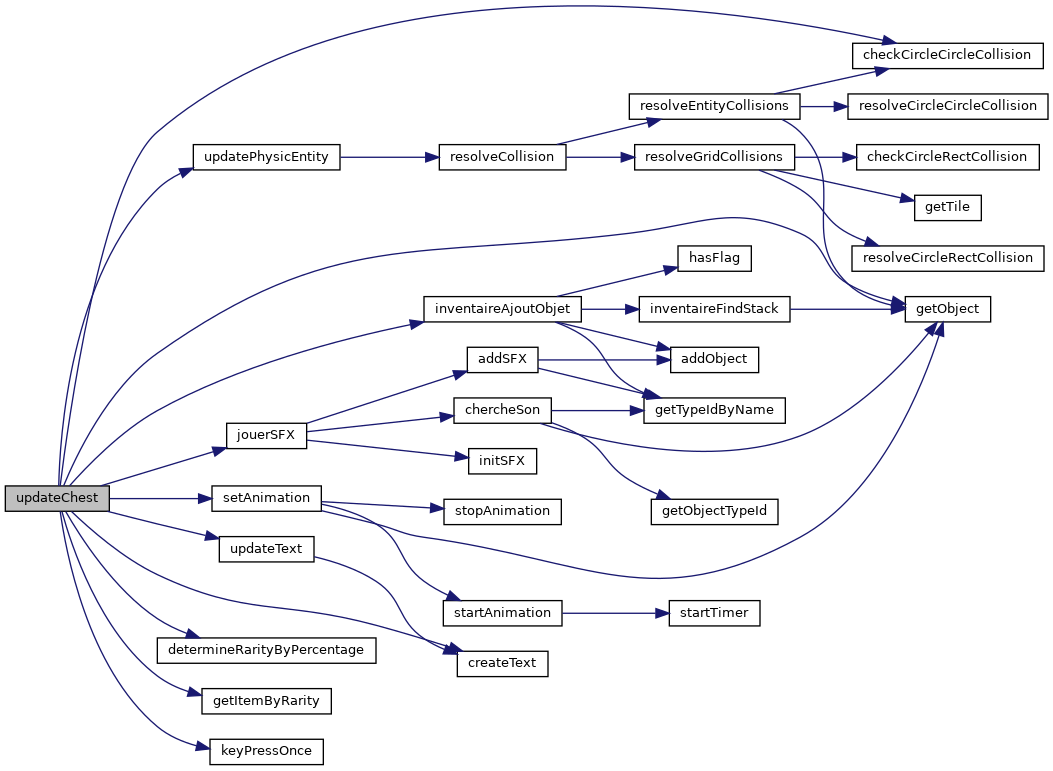 checkCircleCircleCollision
resolveEntityCollisions
resolveCircleCircleCollision
updatePhysicEntity
resolveCollision
resolveGridCollisions
checkCircleRectCollision
getTile
hasFlag
resolveCircleRectCollision
inventaireAjoutObjet
inventaireFindStack
getObject
addSFX
addObject
chercheSon
getTypeIdByName
jouerSFX
initSFX
updateChest
setAnimation
stopAnimation
getObjectTypeId
updateText
startAnimation
startTimer
determineRarityByPercentage
createText
getItemByRarity
keyPressOnce